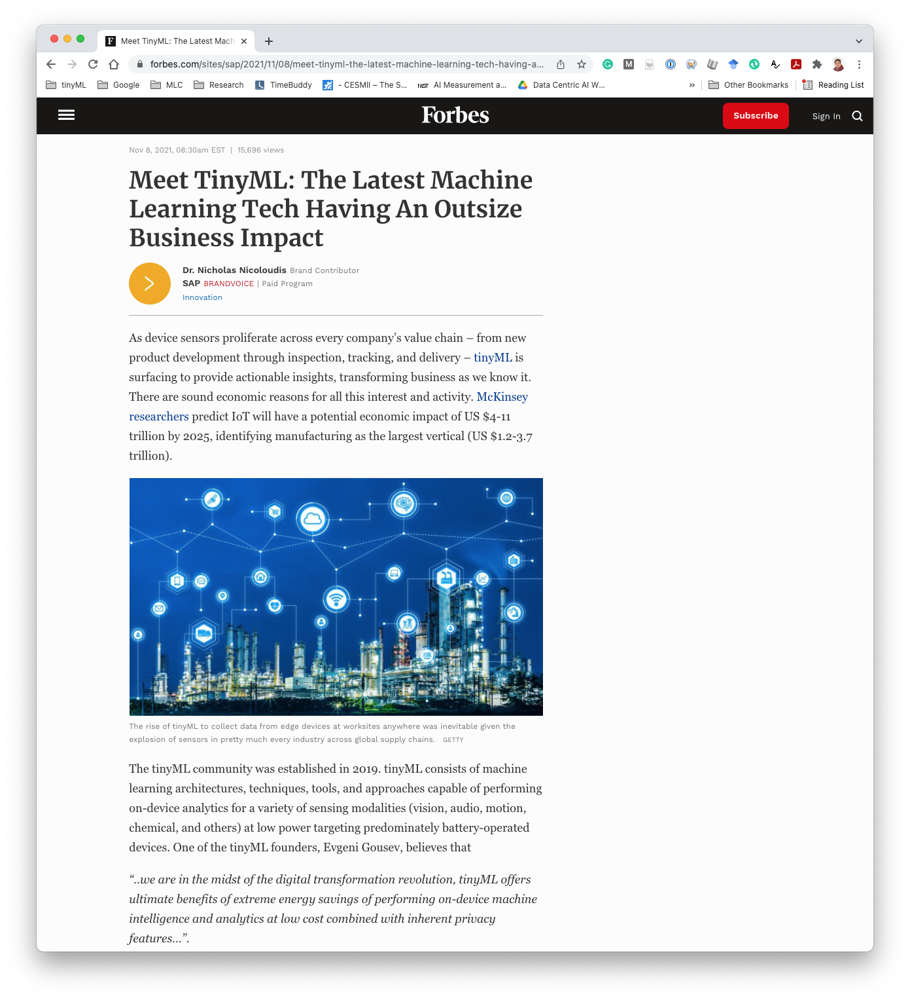 Meet TinyML: The Latest Mach
forbes.com/sites/sap/2021/11/08/meet-tinyml-the-latest-machine-learning-tech-having-a...
tinyML Google MLC Research TimeBuddy - CESMII – The S... NIST AI Measurement a... Data Centric AI W... » Other Bookmarks Reading List
Forbes Subscribe Sign In
Nov 8, 2021, 08:30am EST | 15,696 views
Meet TinyML: The Latest Machine
Learning Tech Having An Outsize
Business Impact
Dr. Nicholas Nicoloudis Brand Contributor
SAP BRANDVOICE | Paid Program
Innovation
As device sensors proliferate across every company’s value chain – from new
product development through inspection, tracking, and delivery – tinyML is
surfacing to provide actionable insights, transforming business as we know it.
There are sound economic reasons for all this interest and activity. McKinsey
researchers predict IoT will have a potential economic impact of US $4-11
trillion by 2025, identifying manufacturing as the largest vertical (US $1.2-3.7
trillion).
The rise of tinyML to collect data from edge devices at worksites anywhere was inevitable given the
explosion of sensors in pretty much every industry across global supply chains. GETTY
The tinyML community was established in 2019. tinyML consists of machine
learning architectures, techniques, tools, and approaches capable of performing
on-device analytics for a variety of sensing modalities (vision, audio, motion,
chemical, and others) at low power targeting predominately battery-operated
devices. One of the tinyML founders, Evgeni Gousev, believes that
“..we are in the midst of the digital transformation revolution, tinyML offers
ultimate benefits of extreme energy savings of performing on-device machine
intelligence and analytics at low cost combined with inherent privacy
features...”.